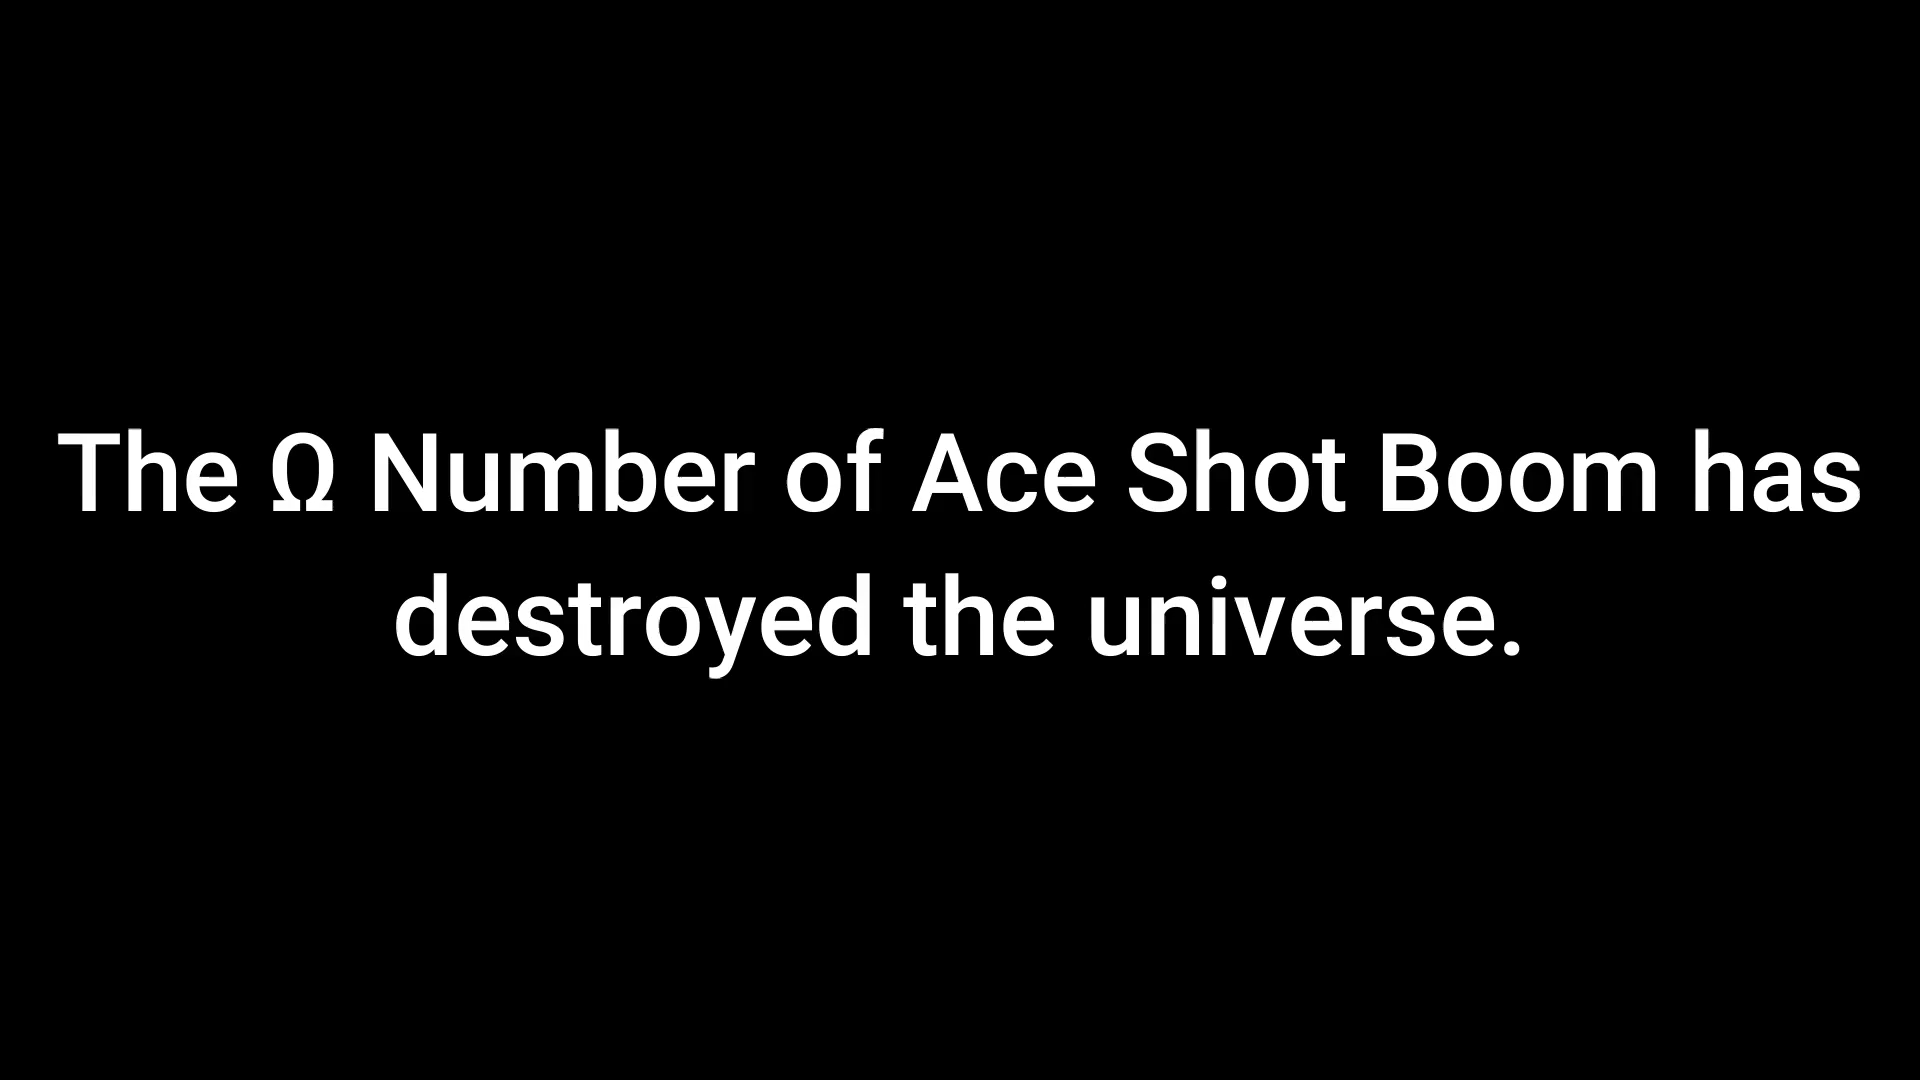 The Ω Number of Ace Shot Boom has
destroyed the universe.